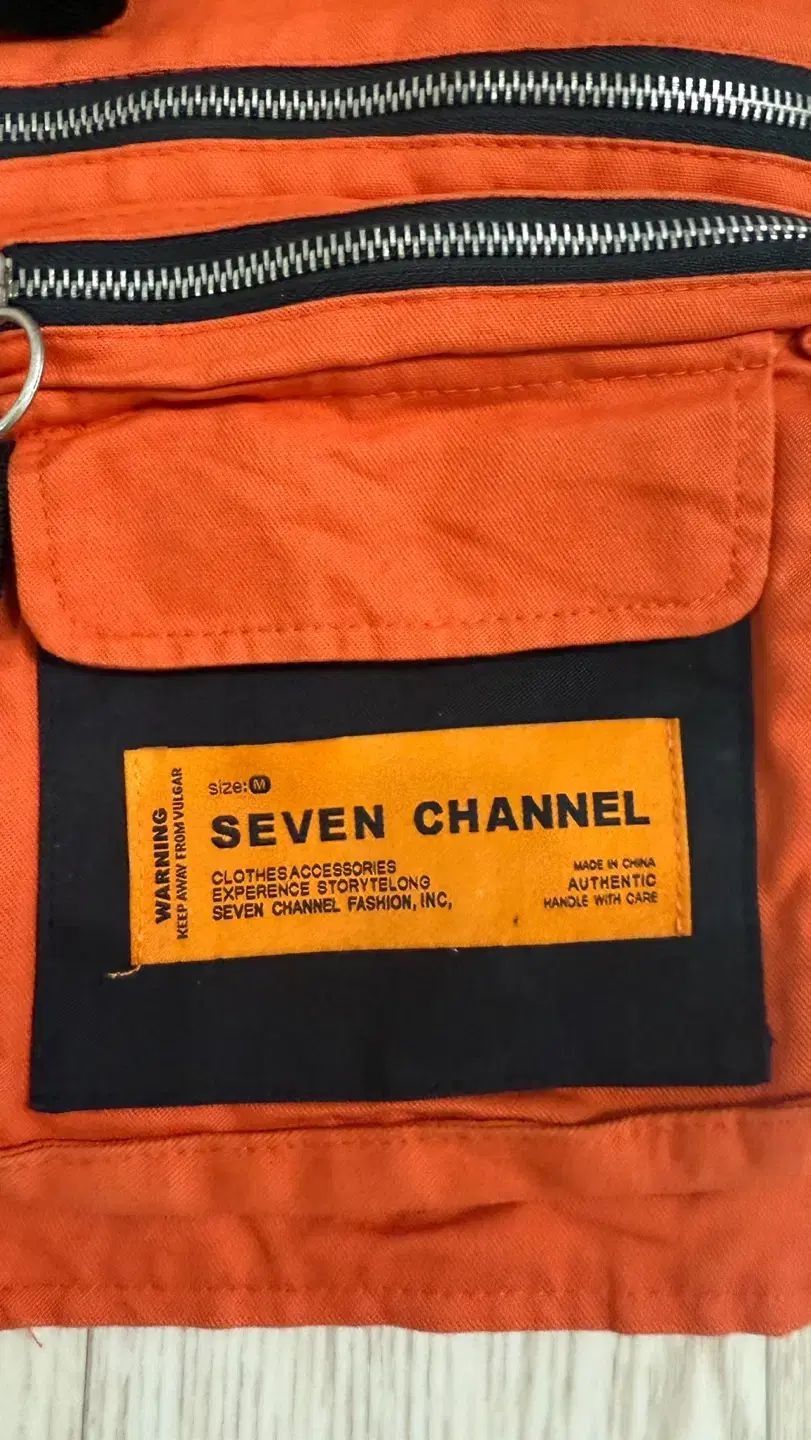 WARNING
KEEP AWAY FROM VULGAR
size: M
SEVEN CHANNEL
CLOTHES ACCESSORIES
EXPERENCE STORYTELONG
SEVEN CHANNEL FASHION, INC,
MADE IN CHINA
AUTHENTIC
HANDLE WITH CARE